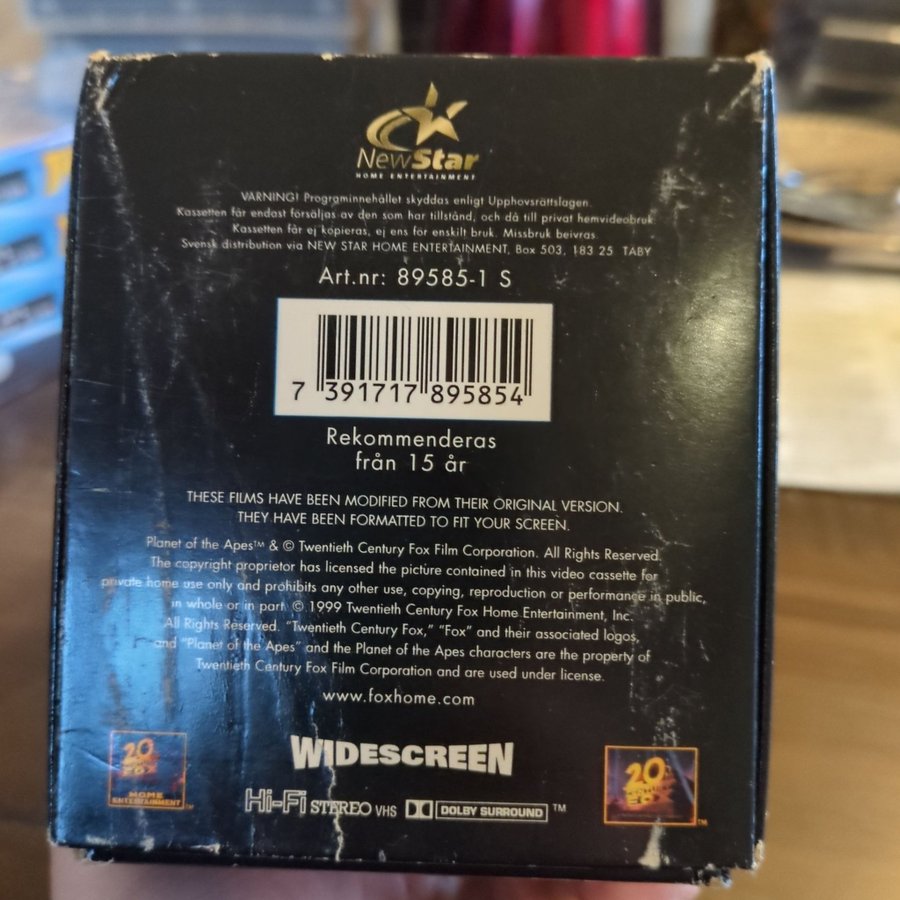 NewStar
HOME ENTERTAINMENT
VARNING! Programinnehållet skyddas enligt Upphovsrättslagen.
Kassetten får endast försäljas av den som har tillstånd, och då till privat hemvideobruk.
Kassetten får ej kopieras, ej ens för enskilt bruk. Missbruk beivras.
Svensk distribution via NEW STAR HOME ENTERTAINMENT, Box 503, 183 25 TABY
Art.nr: 89585-1 S
7 391717 895854
Rekommenderas
från 15 år
THESE FILMS HAVE BEEN MODIFIED FROM THEIR ORIGINAL VERSION.
THEY HAVE BEEN FORMATTED TO FIT YOUR SCREEN.
Planet of the Apes™ & © Twentieth Century Fox Film Corporation. All Rights Reserved.
The copyright proprietor has licensed the picture contained in this video cassette for
private home use only and prohibits any other use, copying, reproduction or performance in public,
in whole or in part. © 1999 Twentieth Century Fox Home Entertainment, Inc.
All Rights Reserved. "Twentieth Century Fox," "Fox" and their associated logos,
and "Planet of the Apes" and the Planet of the Apes characters are the property of
Twentieth Century Fox Film Corporation and are used under license.
www.foxhome.com
WIDESCREEN
20
FOX
HOME
ENTERTAINMENT™
Hi-Fi STEREO VHS DOLBY SURROUND™
20
FOX™